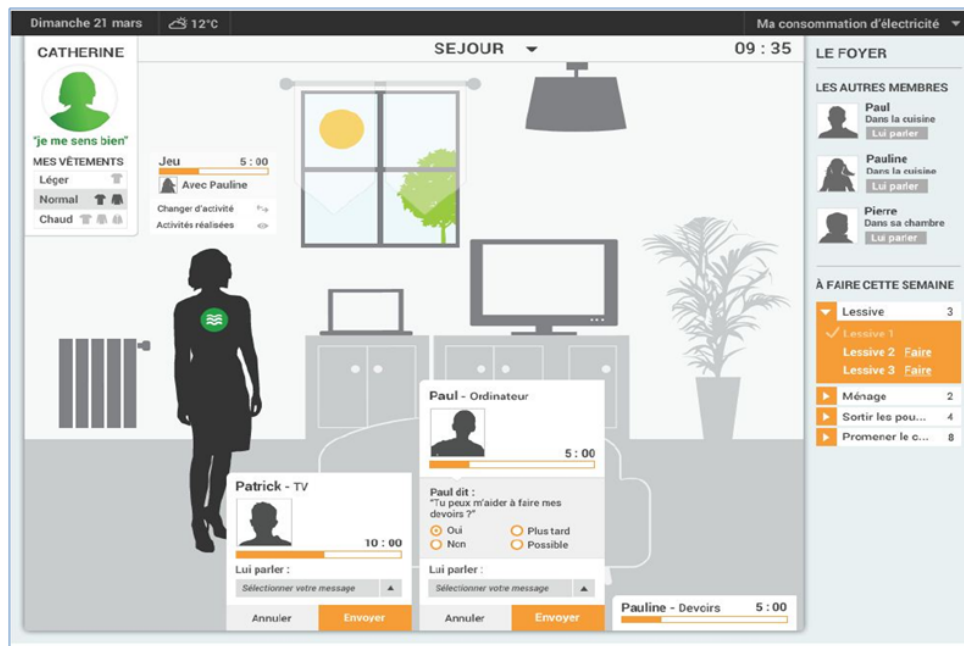 Dimanche 21 mars
12°C
Ma consommation d'électricité
CATHERINE
"je me sens bien"
MES VÊTEMENTS
Léger
Normal
Chaud
SEJOUR
09 : 35
Jeu 5 : 00
Avec Pauline
Changer d'activité
Activités réalisées
Patrick - TV
10 : 00
Lui parler :
Sélectionner votre message
Annuler Envoyer
Paul - Ordinateur
5 : 00
Paul dit :
"Tu peux m'aider à faire mes
devoirs ?"
Oui Plus tard
Non Possible
Lui parler :
Sélectionner votre message
Annuler Envoyer
Pauline - Devoirs 5 : 00
LE FOYER
LES AUTRES MEMBRES
Paul
Dans la cuisine
Lui parler
Pauline
Dans la cuisine
Lui parler
Pierre
Dans sa chambre
Lui parler
À FAIRE CETTE SEMAINE
Lessive 3
Lessive 1
Lessive 2 Faire
Lessive 3 Faire
Ménage 2
Sortir les pou... 4
Promener le c... 8